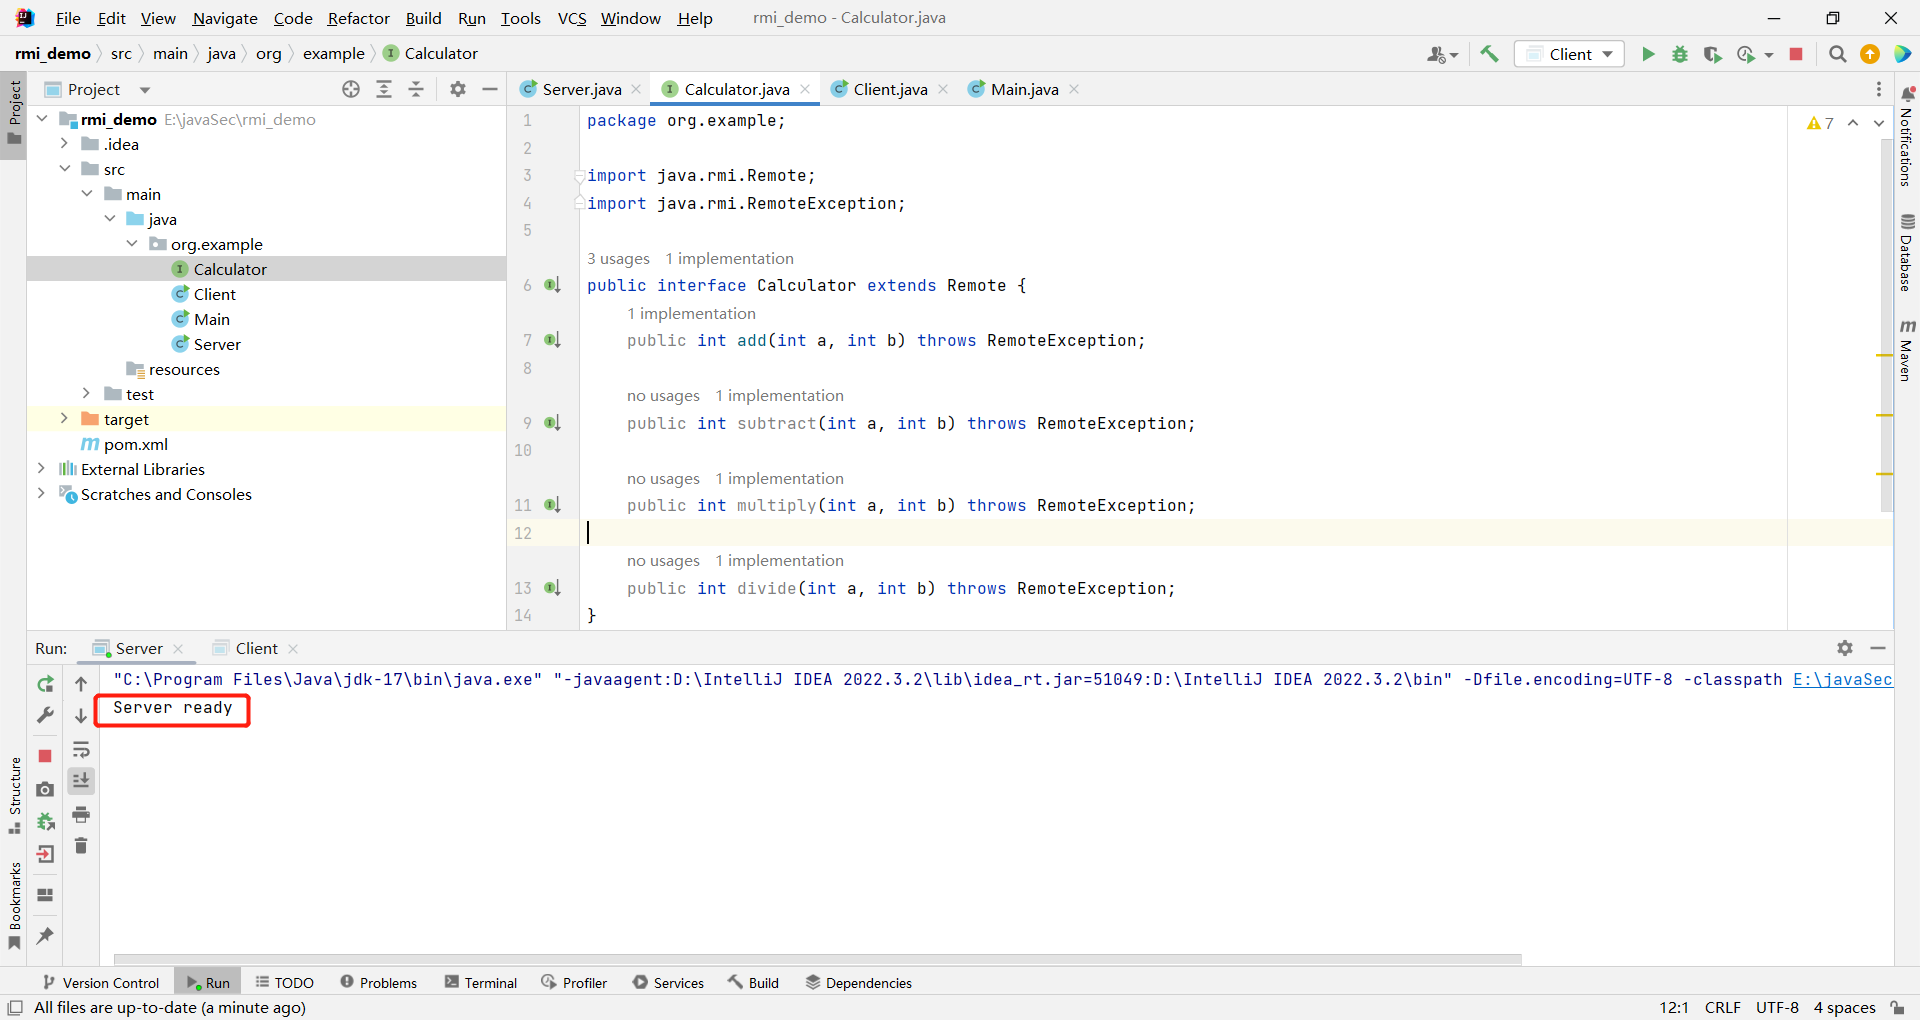 File Edit View Navigate Code Refactor Build Run Tools VCS Window Help rmi_demo - Calculator.java
rmi_demo src main java org example Calculator
Client
Project
Server.java Calculator.java Client.java Main.java
Project
rmi_demo E:\javaSec\rmi_demo
.idea
src
main
java
org.example
Calculator
Client
Main
Server
resources
test
target
pom.xml
External Libraries
Scratches and Consoles
7
1 package org.example;
2
3 import java.rmi.Remote;
4 import java.rmi.RemoteException;
5
3 usages 1 implementation
6 public interface Calculator extends Remote {
1 implementation
7 public int add(int a, int b) throws RemoteException;
8
no usages 1 implementation
9 public int subtract(int a, int b) throws RemoteException;
10
no usages 1 implementation
11 public int multiply(int a, int b) throws RemoteException;
12
no usages 1 implementation
13 public int divide(int a, int b) throws RemoteException;
14 }
Notifications
Database
Maven
Run: Server Client
"C:\Program Files\Java\jdk-17\bin\java.exe" "-javaagent:D:\IntelliJ IDEA 2022.3.2\lib\idea_rt.jar=51049:D:\IntelliJ IDEA 2022.3.2\bin" -Dfile.encoding=UTF-8 -classpath E:\javaSec
Server ready
Structure
Bookmarks
Version Control Run TODO Problems Terminal Profiler Services Build Dependencies
All files are up-to-date (a minute ago) 12:1 CRLF UTF-8 4 spaces